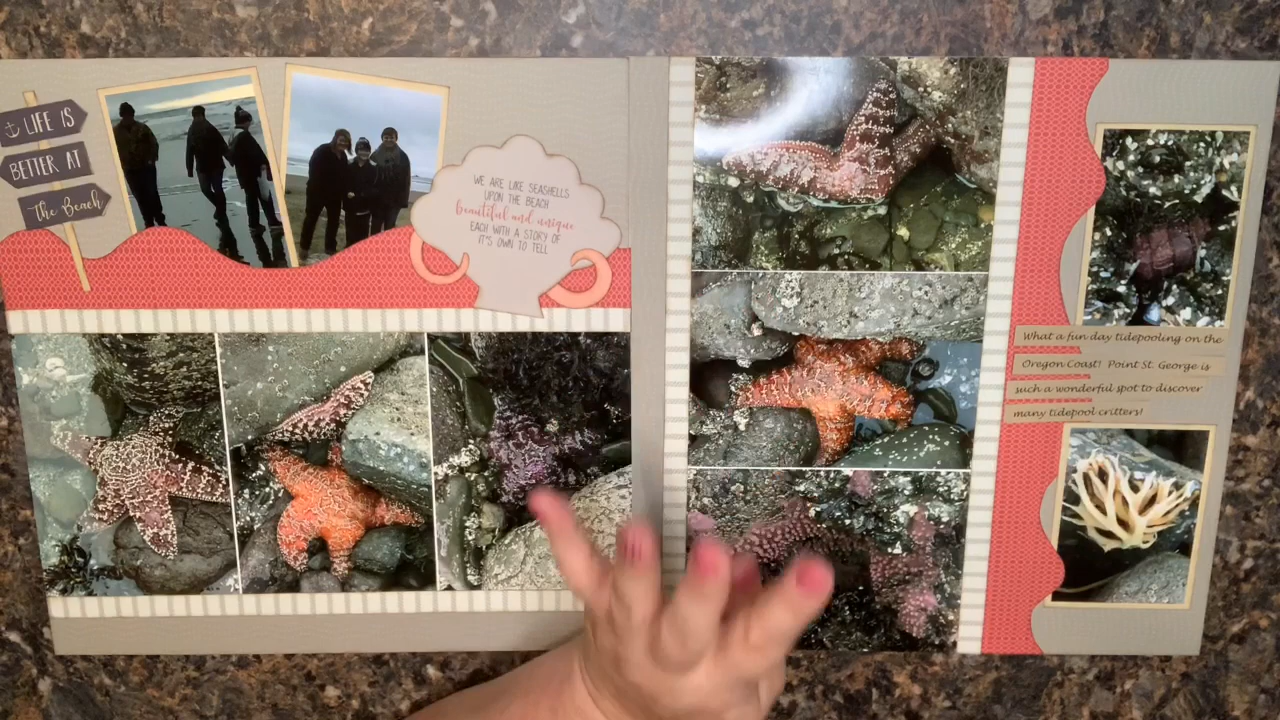 LIFE IS
BETTER AT
The Beach
WE ARE LIKE SEASHELLS
UPON THE BEACH
beautiful and unique
EACH WITH A STORY OF
IT'S OWN TO TELL
What a fun day tidepooling on the
Oregon Coast! Point St. George is
such a wonderful spot to discover
many tidepool critters!